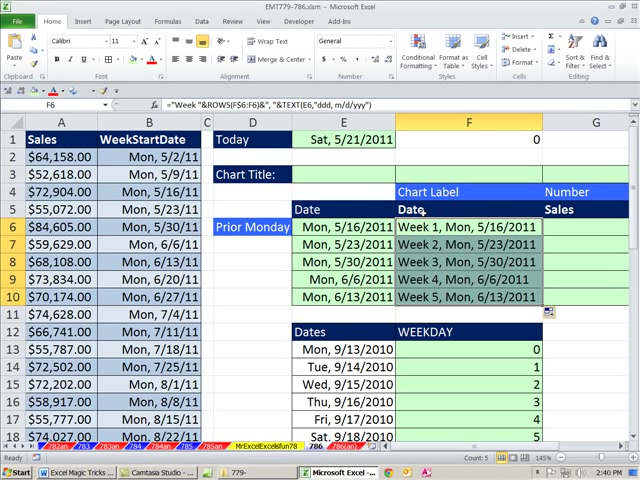 EMT779-786.xlsm - Microsoft Excel
File Home Insert Page Layout Formulas Data Review View Developer Add-Ins
Paste Calibri 11 Wrap Text General Conditional Formatting Format as Table Cell Styles Insert Sort & Filter Find & Select
B I U Merge & Center $ % , Delete
Format
Clipboard Font Alignment Number Styles Cells Editing
F6 fx ="Week "&ROWS(F$6:F6)&", "&TEXT(E6,"ddd, m/d/yyy")
A B C D E F G
1 Sales WeekStartDate Today Sat, 5/21/2011 0
2 $64,158.00 Mon, 5/2/11
3 $52,618.00 Mon, 5/9/11 Chart Title:
4 $72,904.00 Mon, 5/16/11 Chart Label Number
5 $55,072.00 Mon, 5/23/11 Date Date Sales
6 $84,605.00 Mon, 5/30/11 Prior Monday Mon, 5/16/2011 Week 1, Mon, 5/16/2011
7 $59,629.00 Mon, 6/6/11 Mon, 5/23/2011 Week 2, Mon, 5/23/2011
8 $68,108.00 Mon, 6/13/11 Mon, 5/30/2011 Week 3, Mon, 5/30/2011
9 $73,834.00 Mon, 6/20/11 Mon, 6/6/2011 Week 4, Mon, 6/6/2011
10 $70,174.00 Mon, 6/27/11 Mon, 6/13/2011 Week 5, Mon, 6/13/2011
11 $74,628.00 Mon, 7/4/11
12 $66,741.00 Mon, 7/11/11 Dates WEEKDAY
13 $55,787.00 Mon, 7/18/11 Mon, 9/13/2010 0
14 $72,502.00 Mon, 7/25/11 Tue, 9/14/2010 1
15 $72,202.00 Mon, 8/1/11 Wed, 9/15/2010 2
16 $58,917.00 Mon, 8/8/11 Thu, 9/16/2010 3
17 $55,777.00 Mon, 8/15/11 Fri, 9/17/2010 4
18 $74,027.00 Mon, 8/22/11 Sat, 9/18/2010 5
782an 783 784 784an 785 785an MrExcelExcelisfun78 786 786(an)
Ready Count: 5 145%
Start Excel Magic Tricks ... Camtasia Studio - ... 779- Microsoft Excel - ... 2:40 PM